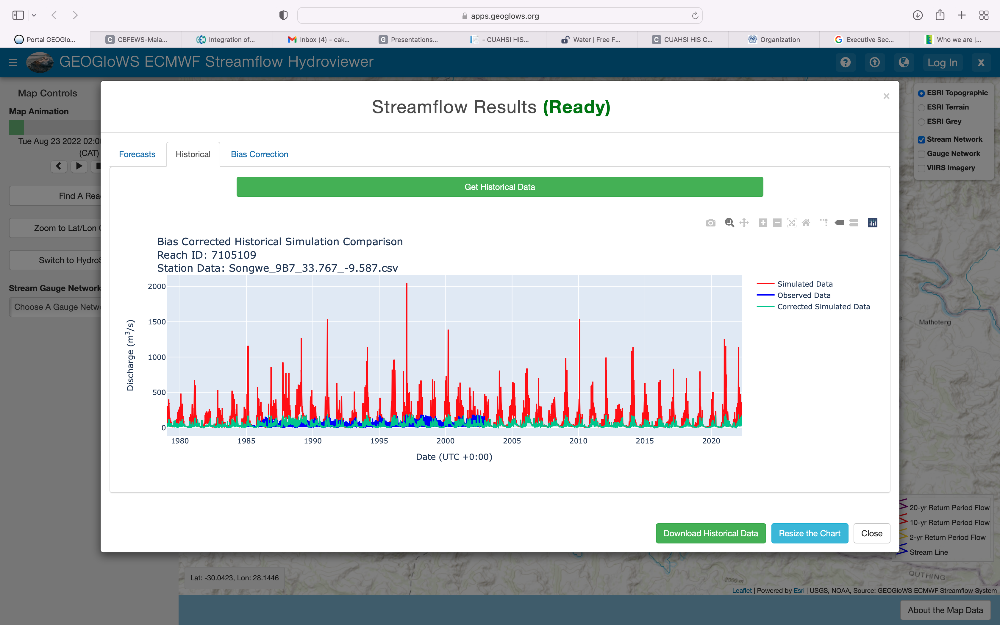 apps.geoglows.org
Portal GEOGlo...
C CBFEWS-Mala...
Integration of...
Inbox (4) - cak...
G Presentations...
- CUAHSI HIS...
Water | Free F...
C CUAHSI HIS C...
Organization
Executive Sec...
Who we are |...
GEOGloWS ECMWF Streamflow Hydroviewer
Log In
X
Map Controls
Map Animation
Tue Aug 23 2022 02:0
(CAT)
Find A Rea
Zoom to Lat/Lon
Switch to Hydro
Stream Gauge Network
Choose A Gauge Netw
Streamflow Results (Ready)
×
Forecasts
Historical
Bias Correction
Get Historical Data
Bias Corrected Historical Simulation Comparison
Reach ID: 7105109
Station Data: Songwe_9B7_33.767_-9.587.csv
Simulated Data
Observed Data
Corrected Simulated Data
Discharge (m³/s)
2000
1500
1000
500
0
1980 1985 1990 1995 2000 2005 2010 2015 2020
Date (UTC +0:00)
Download Historical Data
Resize the Chart
Close
ESRI Topographic
ESRI Terrain
ESRI Grey
Stream Network
Gauge Network
VIIRS Imagery
Mathoteng
20-yr Return Period Flow
10-yr Return Period Flow
2-yr Return Period Flow
Stream Line
QUTHING
2000 m
Lat: -30.0423, Lon: 28.1446
Leaflet | Powered by Esri | USGS, NOAA, Source: GEOGloWS ECMWF Streamflow System
About the Map Data